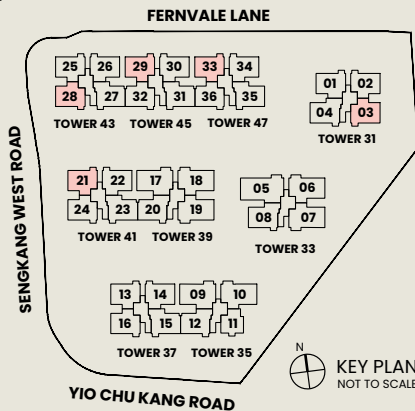 FERNVALE LANE
25 26 29 30 33 34
28 27 32 31 36 35
TOWER 43 TOWER 45 TOWER 47
01 02
04 03
TOWER 31
SENGKANG WEST ROAD
21 22 17 18
24 23 20 19
TOWER 41 TOWER 39
05 06
08 07
TOWER 33
13 14 09 10
16 15 12 11
TOWER 37 TOWER 35
YIO CHU KANG ROAD
N
KEY PLAN
NOT TO SCALE